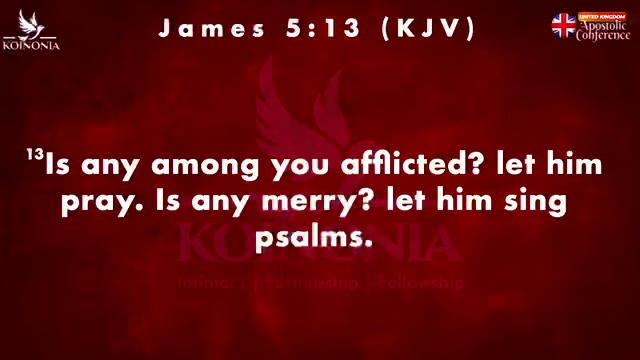 James 5:13 (KJV)
KOINONIA
UNITED KINGDOM
Apostolic
Conference
¹³Is any among you afflicted? let him
pray. Is any merry? let him sing
psalms.
KOINONIA
Intimacy | Partnership | Fellowship